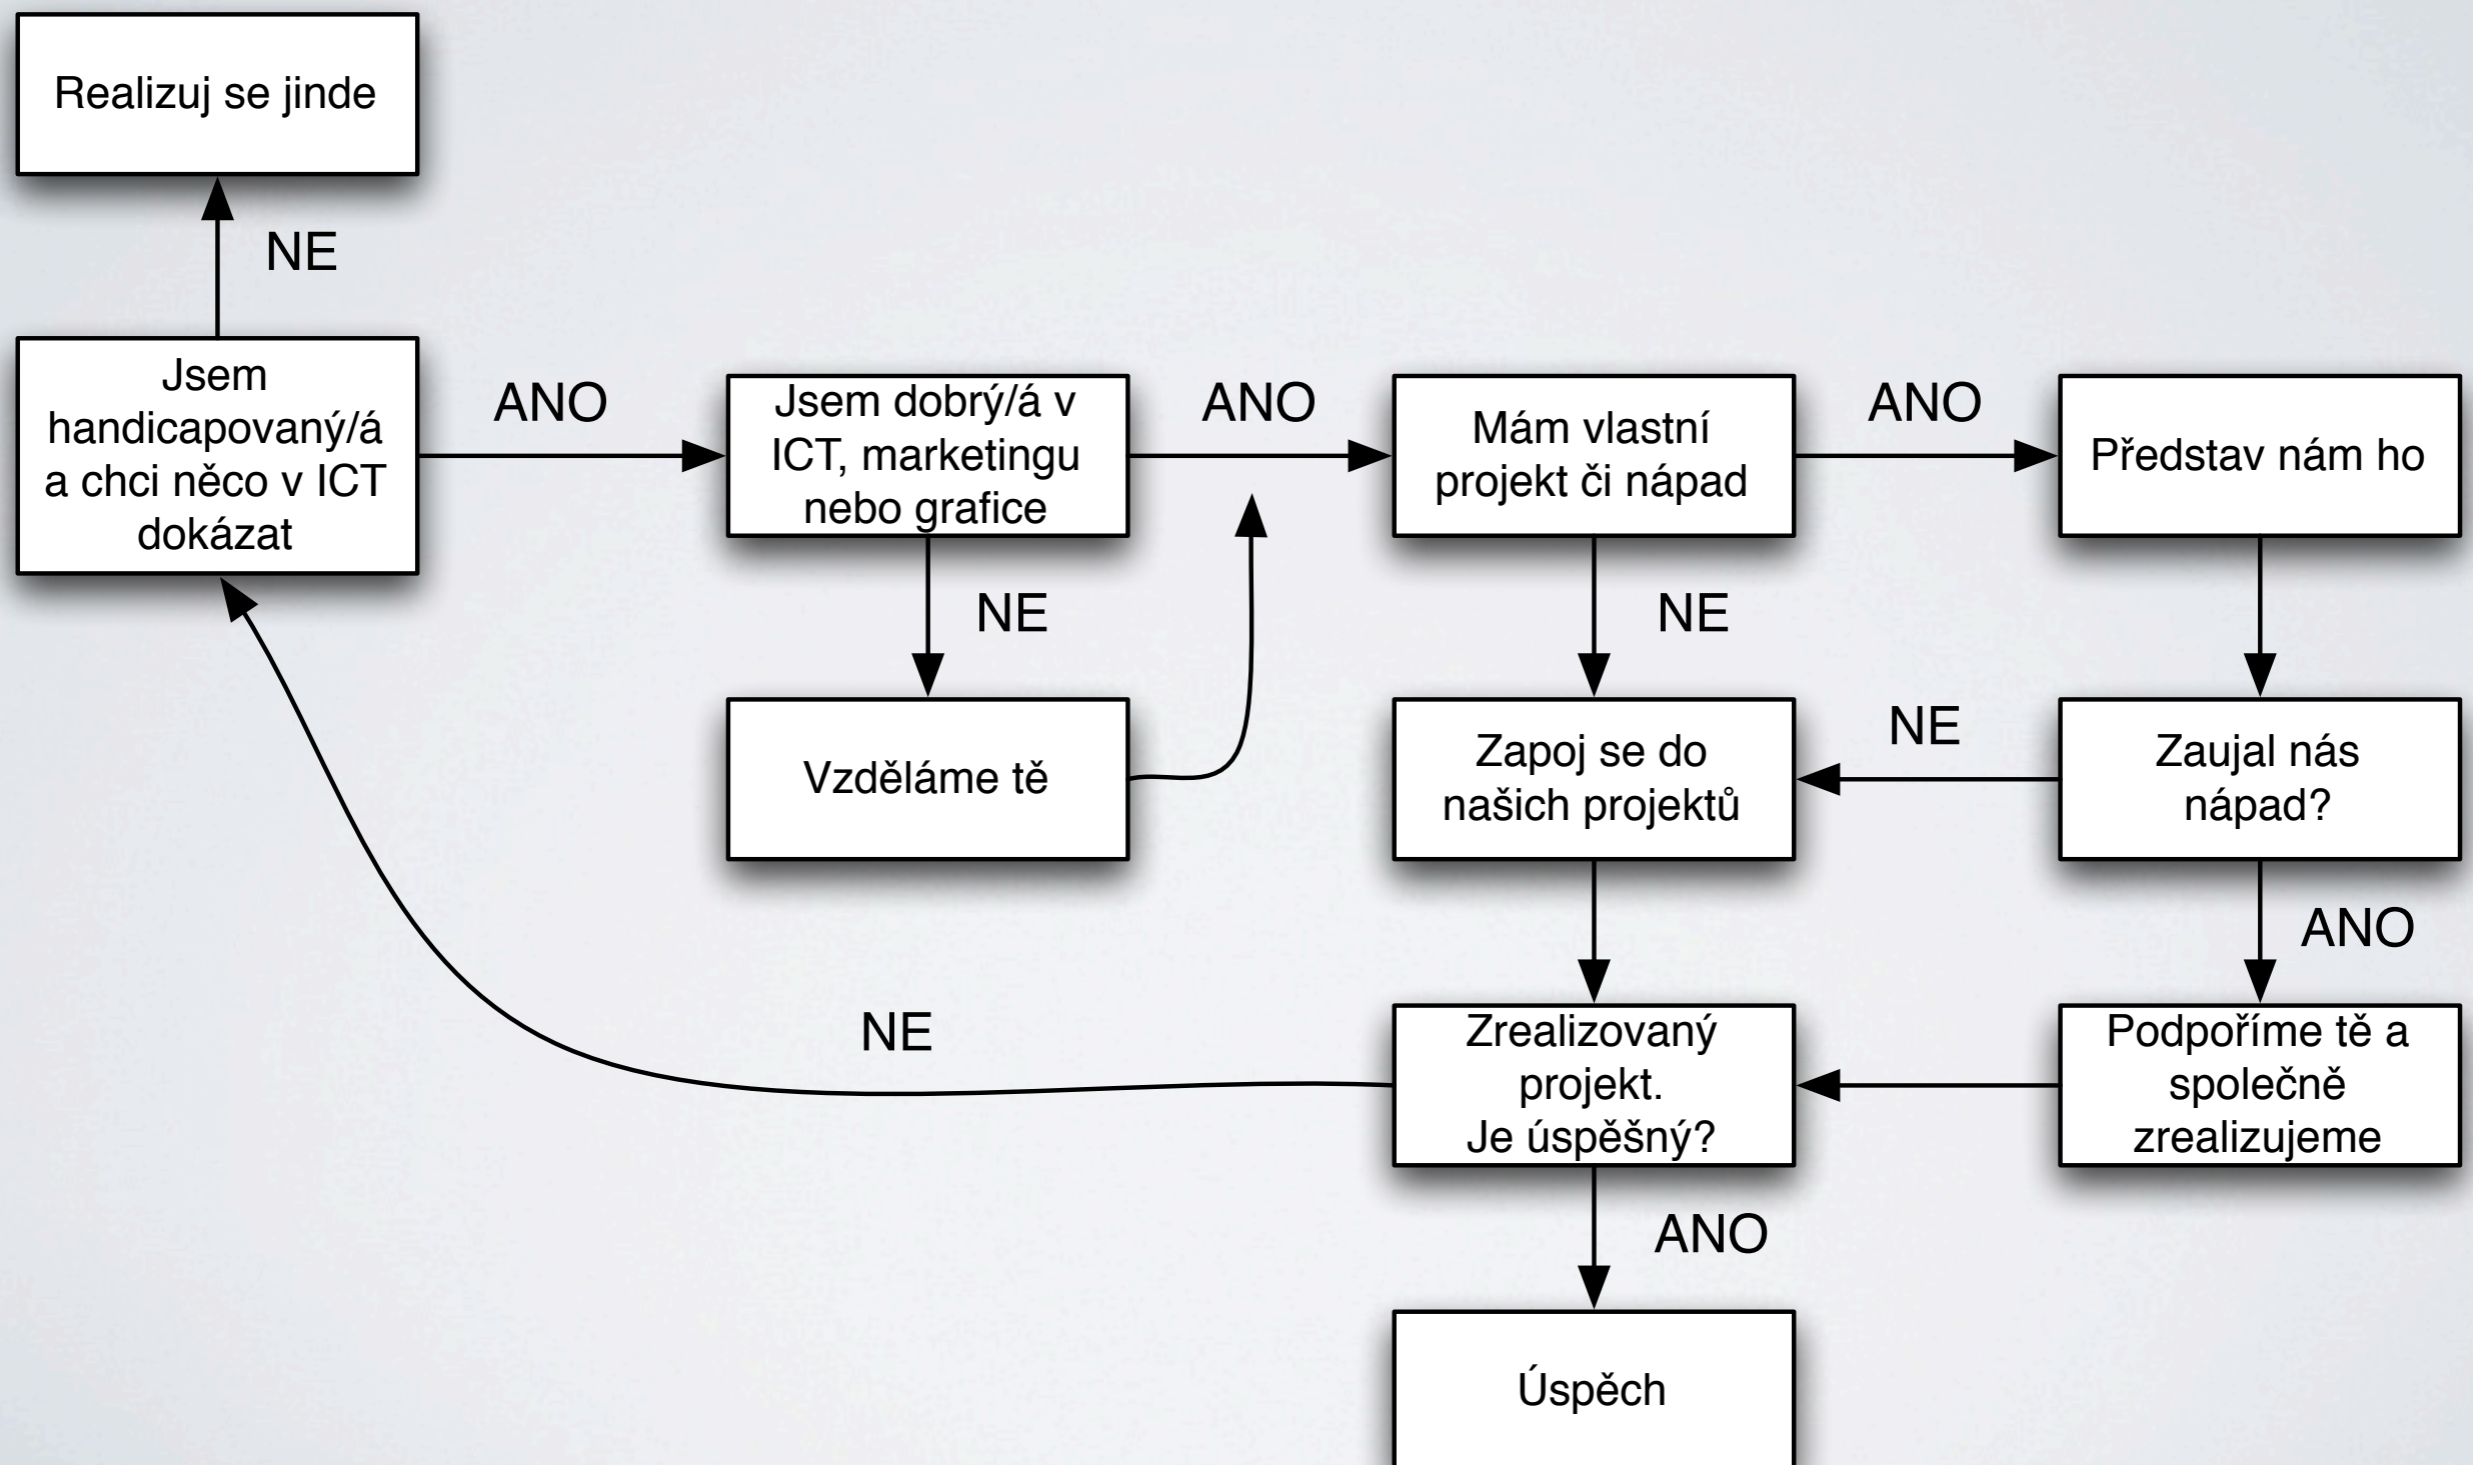 Realizuj se jinde
NE
Jsem
handicapovaný/á
a chci něco v ICT
dokázat
ANO
Jsem dobrý/á v
ICT, marketingu
nebo grafice
ANO
Mám vlastní
projekt či nápad
ANO
Představ nám ho
NE
NE
Vzděláme tě
Zapoj se do
našich projektů
NE
Zaujal nás
nápad?
ANO
NE
Zrealizovaný
projekt.
Je úspěšný?
Podpoříme tě a
společně
zrealizujeme
ANO
Úspěch